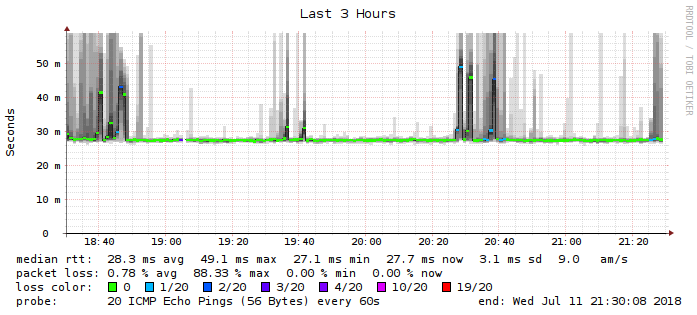 Last 3 Hours
RRDTOOL / TOBI OETIKER
Seconds
50 m
40 m
30 m
20 m
10 m
0
18:40 19:00 19:20 19:40 20:00 20:20 20:40 21:00 21:20
median rtt: 28.3 ms avg 49.1 ms max 27.1 ms min 27.7 ms now 3.1 ms sd 9.0 am/s
packet loss: 0.78 % avg 88.33 % max 0.00 % min 0.00 % now
loss color: 0 1/20 2/20 3/20 4/20 10/20 19/20
probe: 20 ICMP Echo Pings (56 Bytes) every 60s end: Wed Jul 11 21:30:08 2018